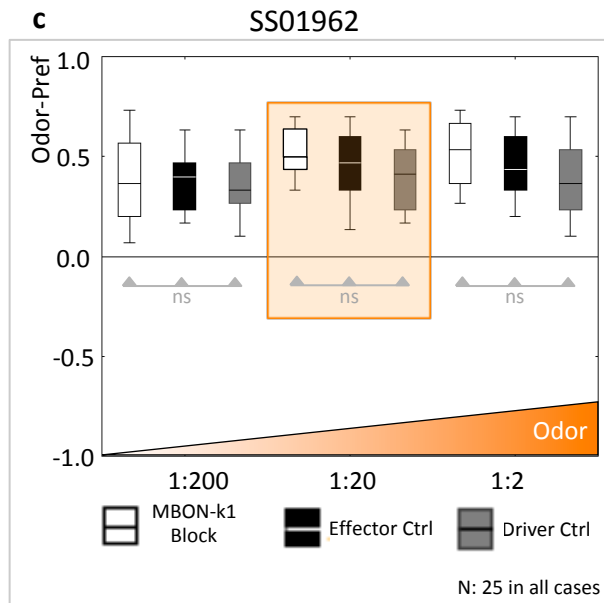 c
SS01962
Odor-Pref
1.0
0.5
0.0
ns
ns
ns
-0.5
-1.0
Odor
1:200
1:20
1:2
MBON-k1
Block
Effector Ctrl
Driver Ctrl
N: 25 in all cases